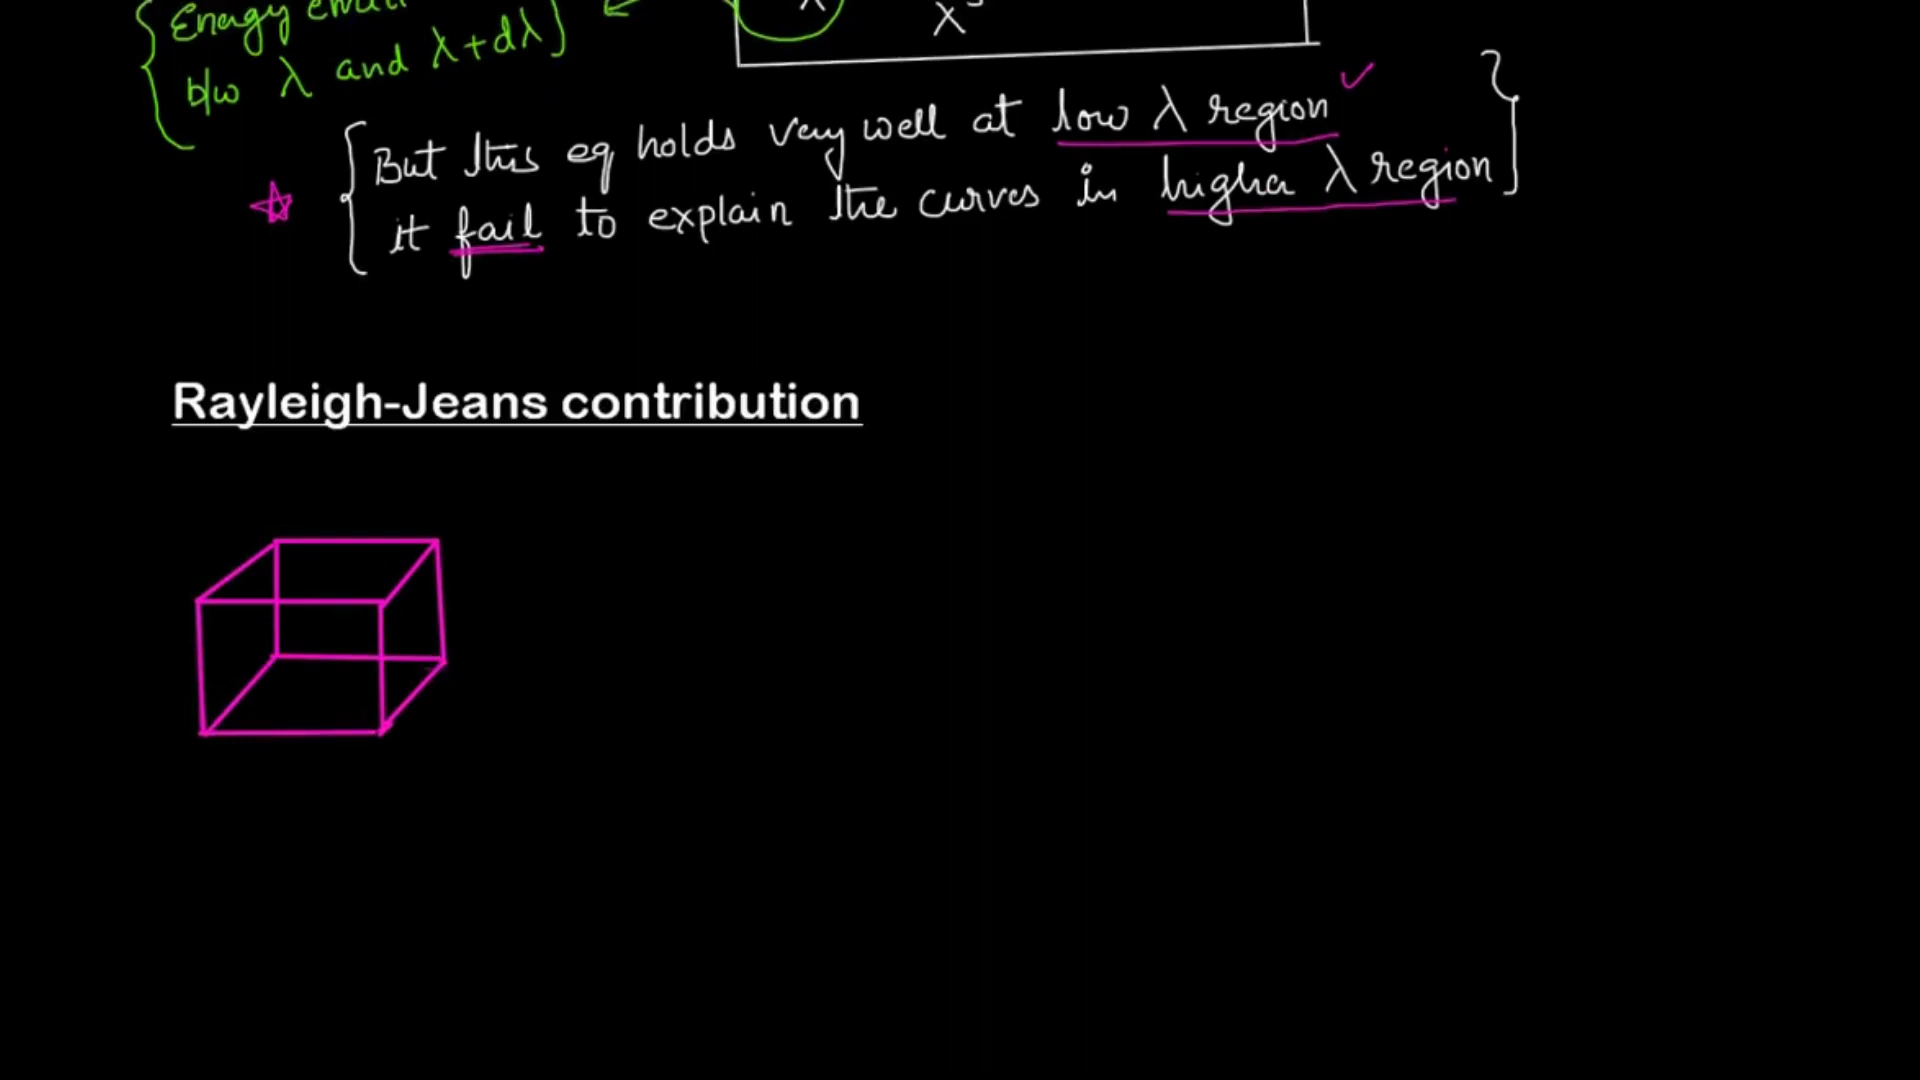 {Energy
b/w λ and λ+dλ}
λ λ⁵
{But this eq holds very well at low λ region ✓
it fail to explain the curves in higher λ region}
Rayleigh-Jeans contribution